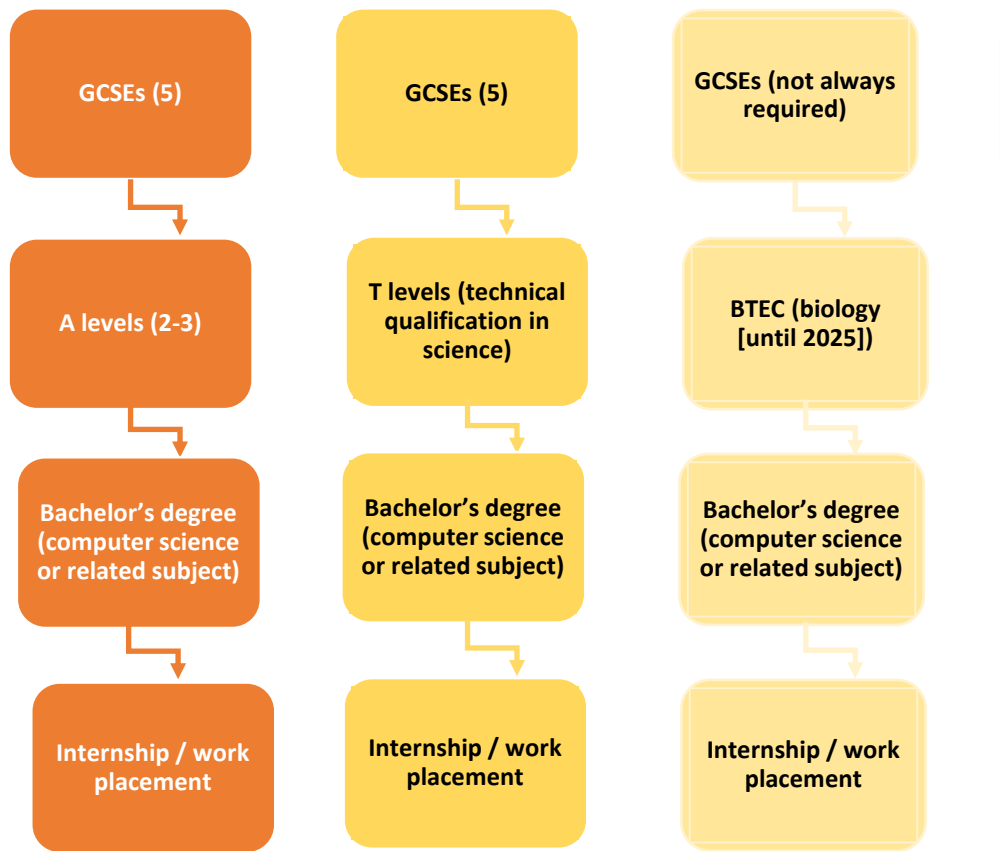 GCSEs (5)
A levels (2-3)
Bachelor’s degree
(computer science
or related subject)
Internship / work
placement
GCSEs (5)
T levels (technical
qualification in
science)
Bachelor’s degree
(computer science
or related subject)
Internship / work
placement
GCSEs (not always
required)
BTEC (biology
[until 2025])
Bachelor’s degree
(computer science
or related subject)
Internship / work
placement